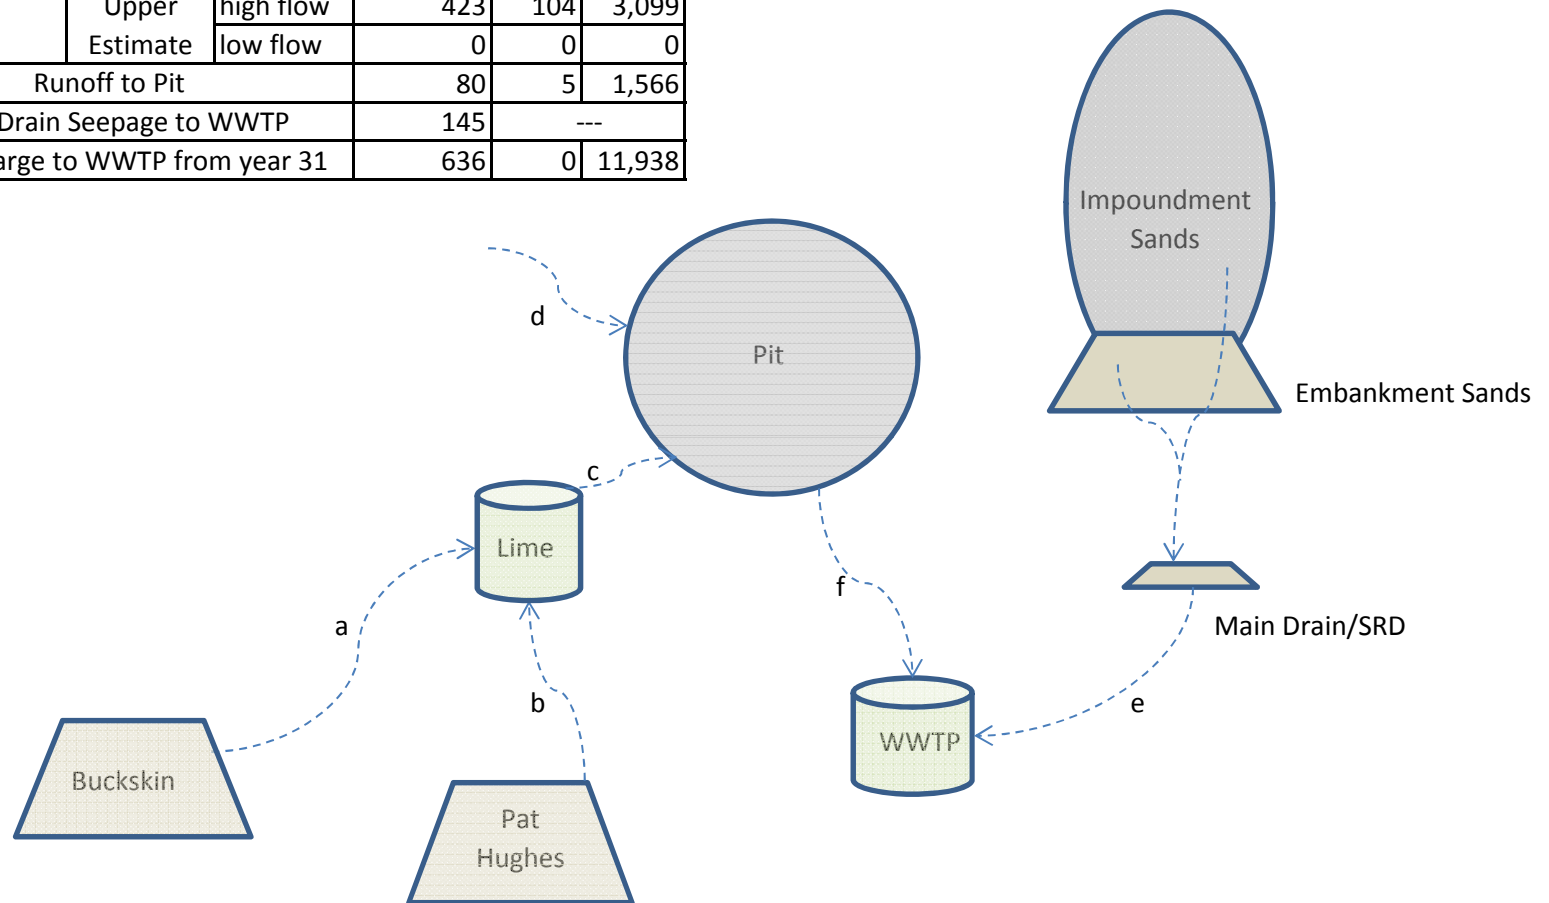 Upper high flow 423 104 3,099
Estimate low flow 0 0 0
Runoff to Pit 80 5 1,566
Drain Seepage to WWTP 145 ---
to WWTP from year 31 636 0 11,938
Impoundment
Sands
d
Pit
Embankment Sands
c
Lime
f
a
Main Drain/SRD
b
e
WWTP
Buckskin
Pat
Hughes